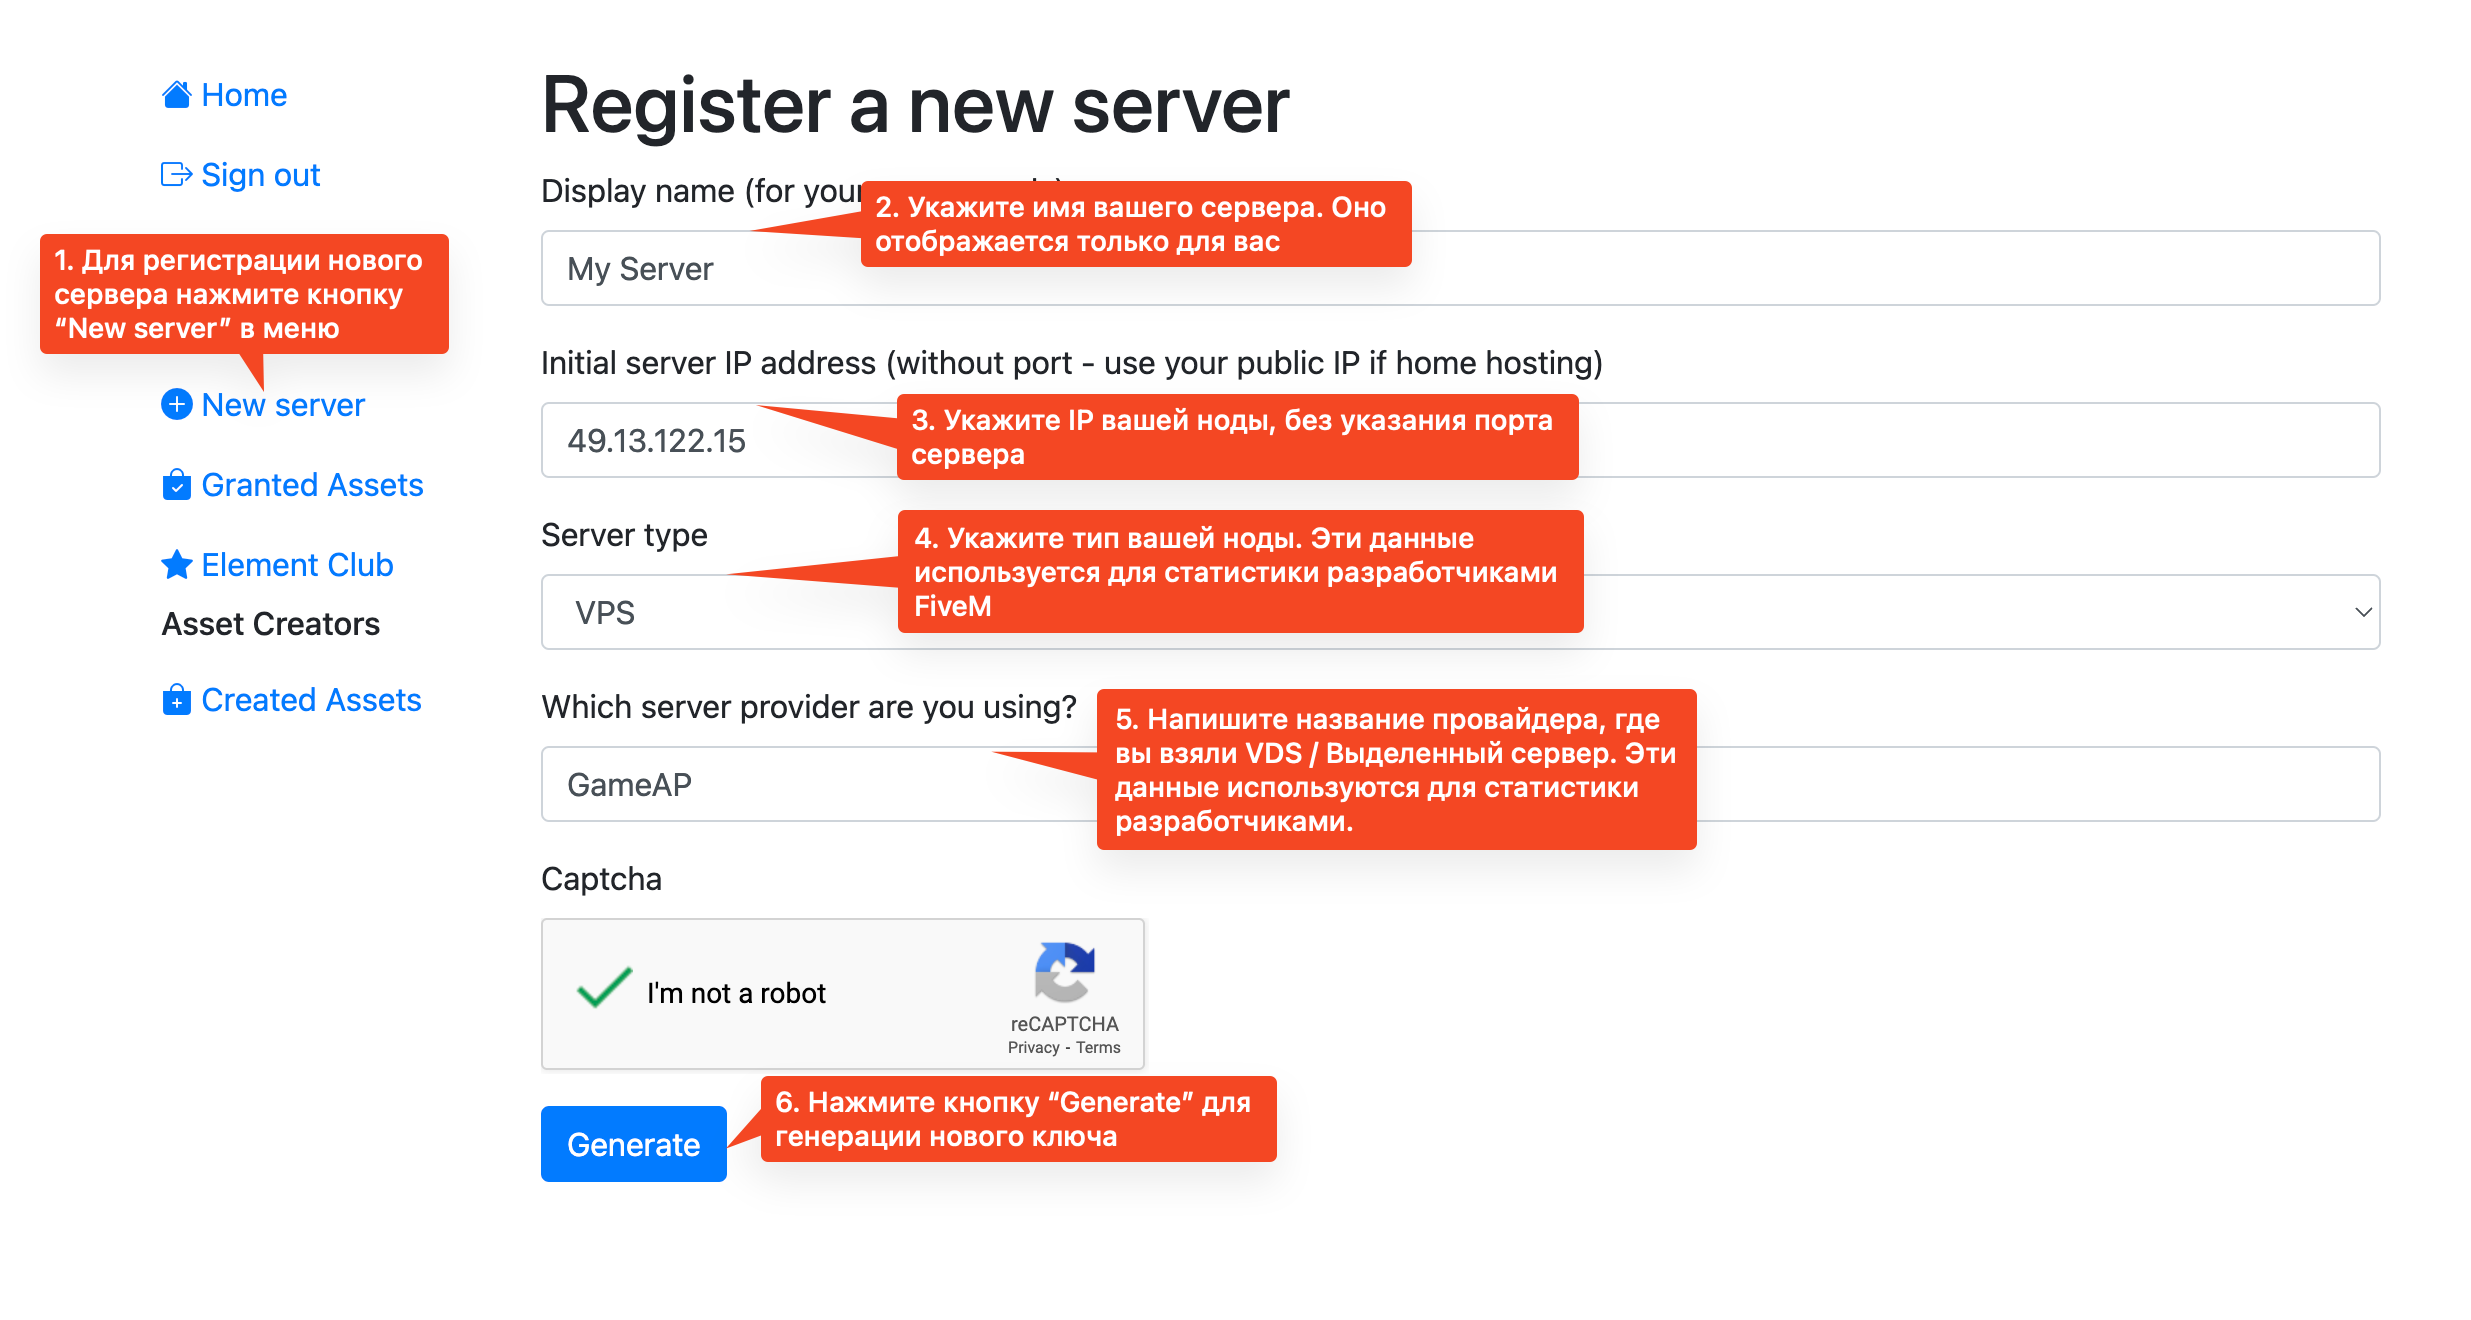 Home
Sign out
1. Для регистрации нового
сервера нажмите кнопку
“New server” в меню
New server
Granted Assets
Element Club
Asset Creators
Created Assets
Register a new server
Display name (for your
2. Укажите имя вашего сервера. Оно
отображается только для вас
My Server
Initial server IP address (without port - use your public IP if home hosting)
3. Укажите IP вашей ноды, без указания порта
сервера
49.13.122.15
Server type
4. Укажите тип вашей ноды. Эти данные
используется для статистики разработчиками
FiveM
VPS
Which server provider are you using?
5. Напишите название провайдера, где
вы взяли VDS / Выделенный сервер. Эти
данные используются для статистики
разработчиками.
GameAP
Captcha
I'm not a robot
reCAPTCHA
Privacy - Terms
6. Нажмите кнопку “Generate” для
генерации нового ключа
Generate